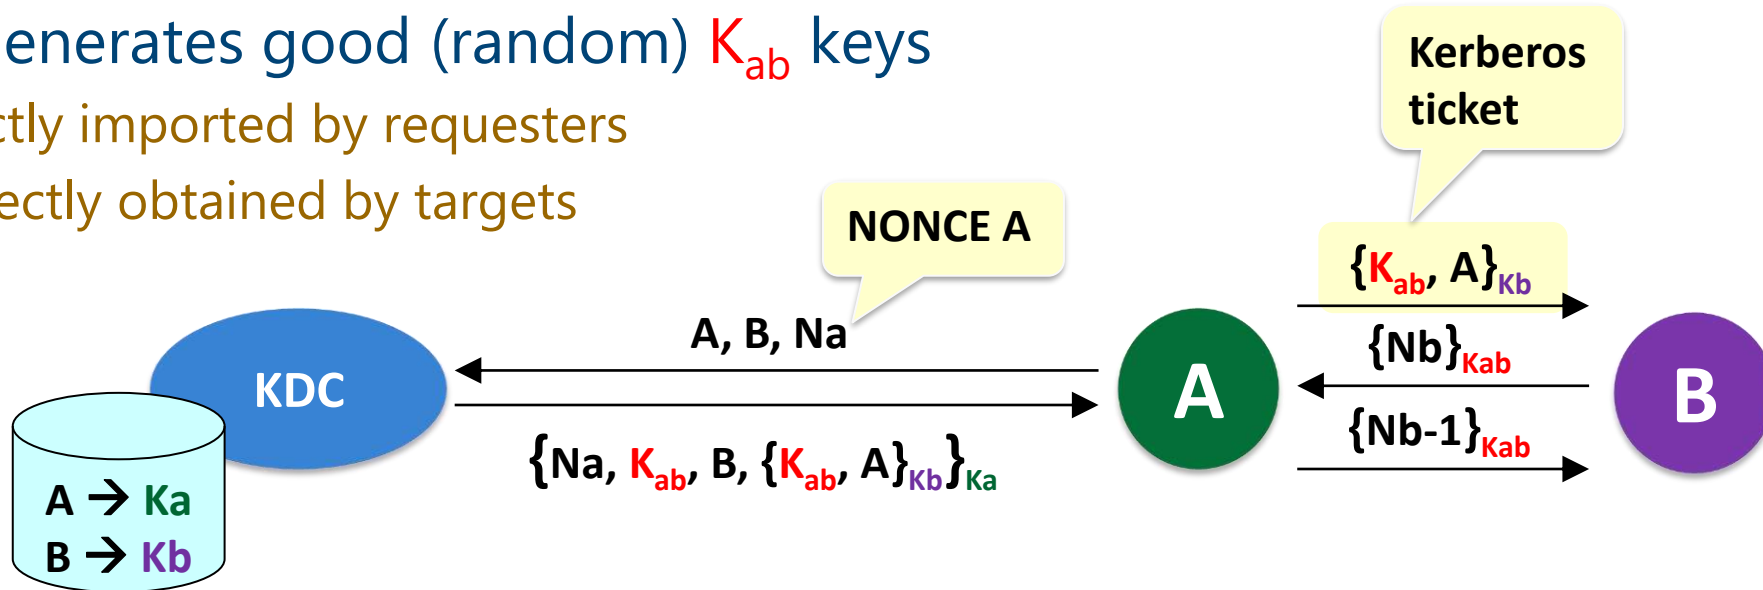 enerates good (random) Kab keys
ctly imported by requesters
ectly obtained by targets
Kerberos
ticket
NONCE A
{Kab, A}Kb
A, B, Na
{Nb}Kab
KDC
A
B
{Nb-1}Kab
{Na, Kab, B, {Kab, A}Kb}Ka
A → Ka
B → Kb